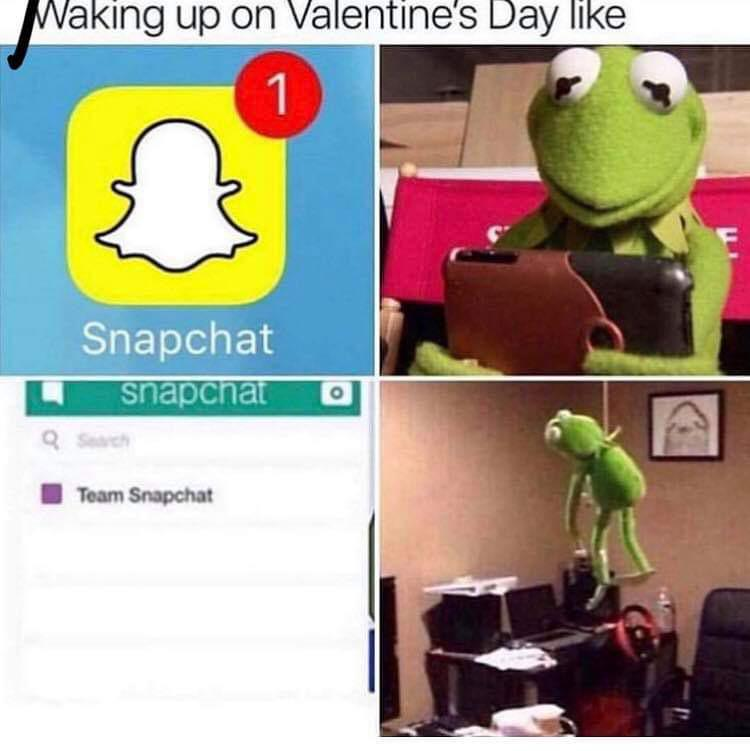 Waking up on Valentine's Day like
1
Snapchat
snapchat
Search
Team Snapchat